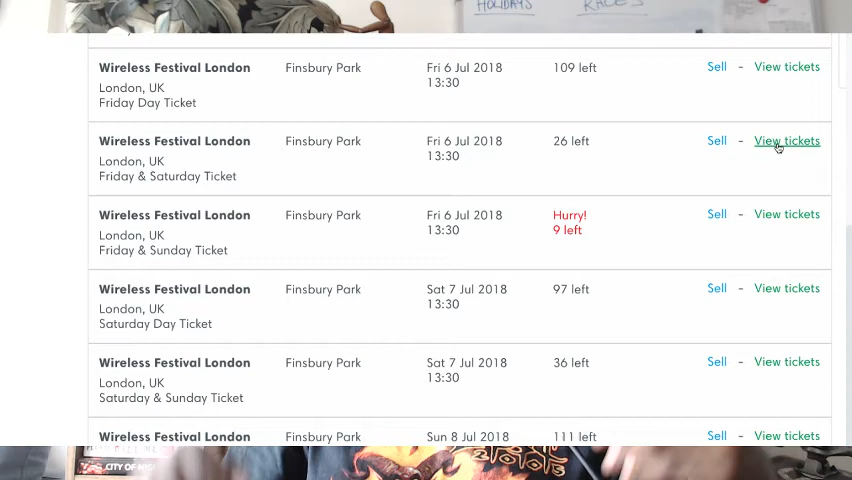 HOLIDAYS RACES
Wireless Festival London Finsbury Park Fri 6 Jul 2018 109 left Sell - View tickets
13:30
London, UK
Friday Day Ticket
Wireless Festival London Finsbury Park Fri 6 Jul 2018 26 left Sell - View tickets
13:30
London, UK
Friday & Saturday Ticket
Wireless Festival London Finsbury Park Fri 6 Jul 2018 Hurry! Sell - View tickets
13:30 9 left
London, UK
Friday & Sunday Ticket
Wireless Festival London Finsbury Park Sat 7 Jul 2018 97 left Sell - View tickets
13:30
London, UK
Saturday Day Ticket
Wireless Festival London Finsbury Park Sat 7 Jul 2018 36 left Sell - View tickets
13:30
London, UK
Saturday & Sunday Ticket
Wireless Festival London Finsbury Park Sun 8 Jul 2018 111 left Sell - View tickets
CITY OF